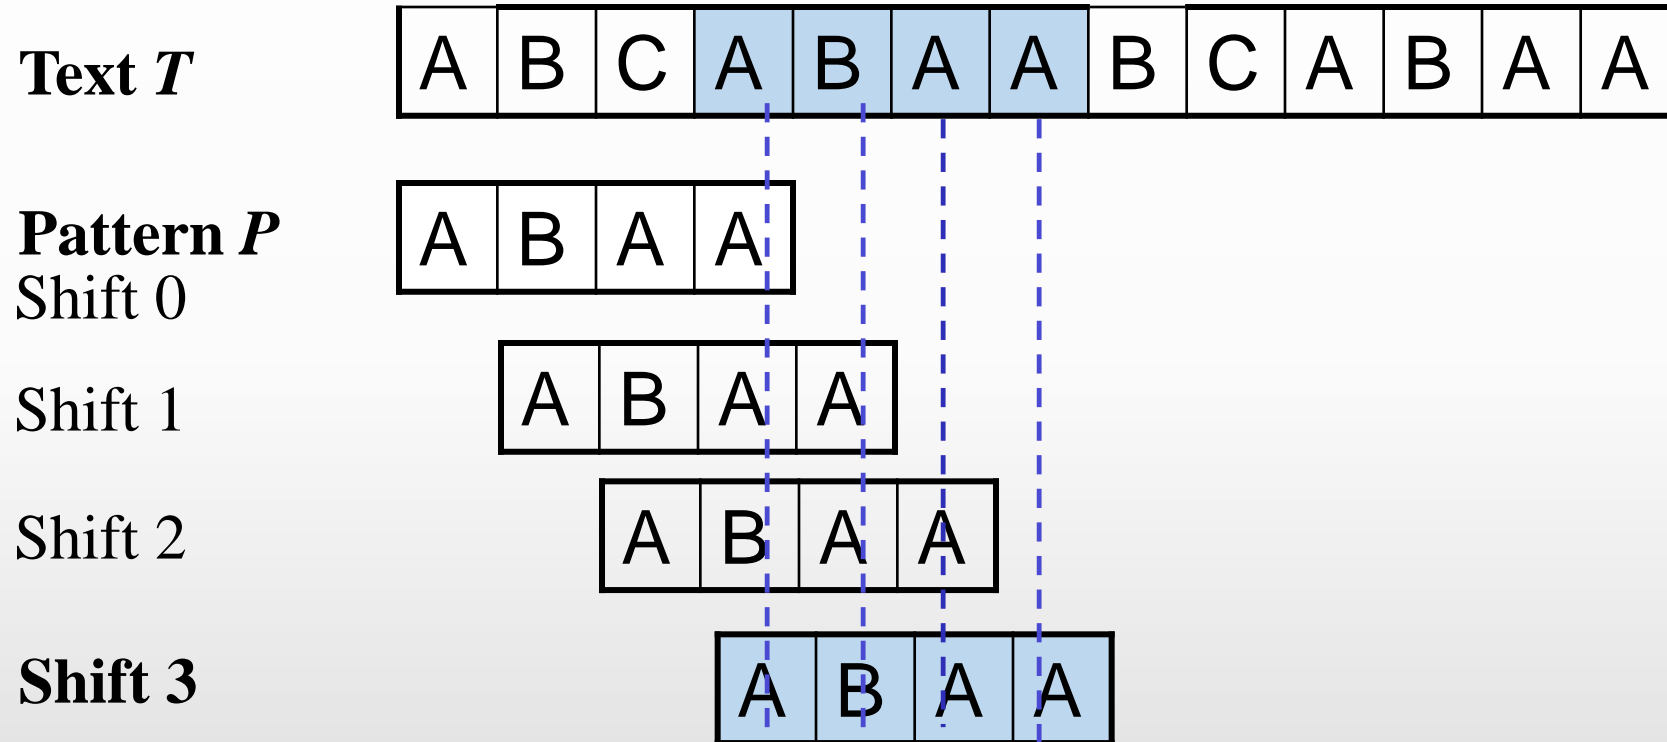 Text T A B C A B A A B C A B A A
Pattern P A B A A
Shift 0
Shift 1 A B A A
Shift 2 A B A A
Shift 3 A B A A